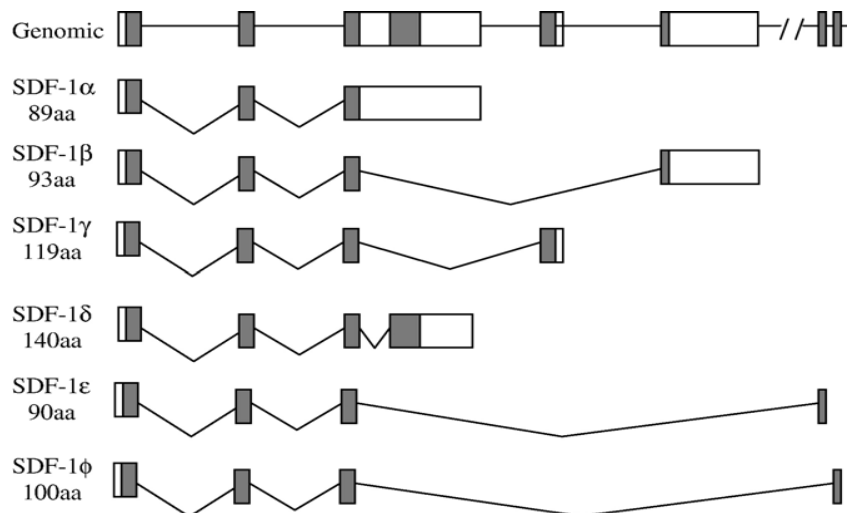 Genomic
SDF-1α
89aa
SDF-1β
93aa
SDF-1γ
119aa
SDF-1δ
140aa
SDF-1ε
90aa
SDF-1ϕ
100aa